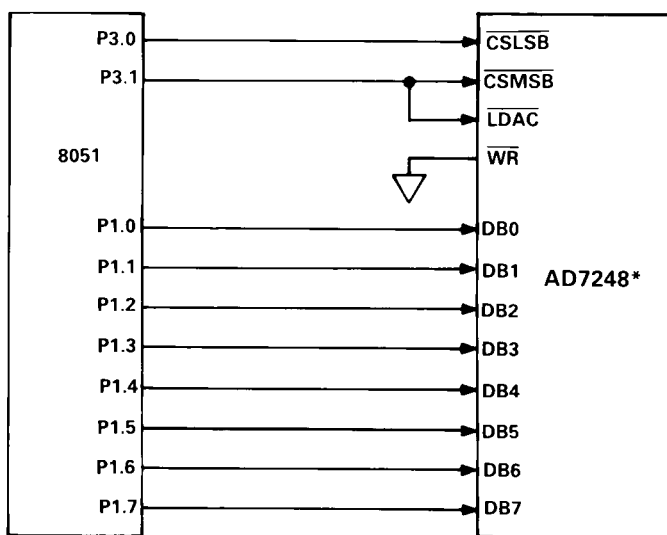 P3.0
CSLSB
P3.1
CSMSB
LDAC
8051
WR
P1.0
DB0
P1.1
DB1
P1.2
DB2
AD7248*
P1.3
DB3
P1.4
DB4
P1.5
DB5
P1.6
DB6
P1.7
DB7